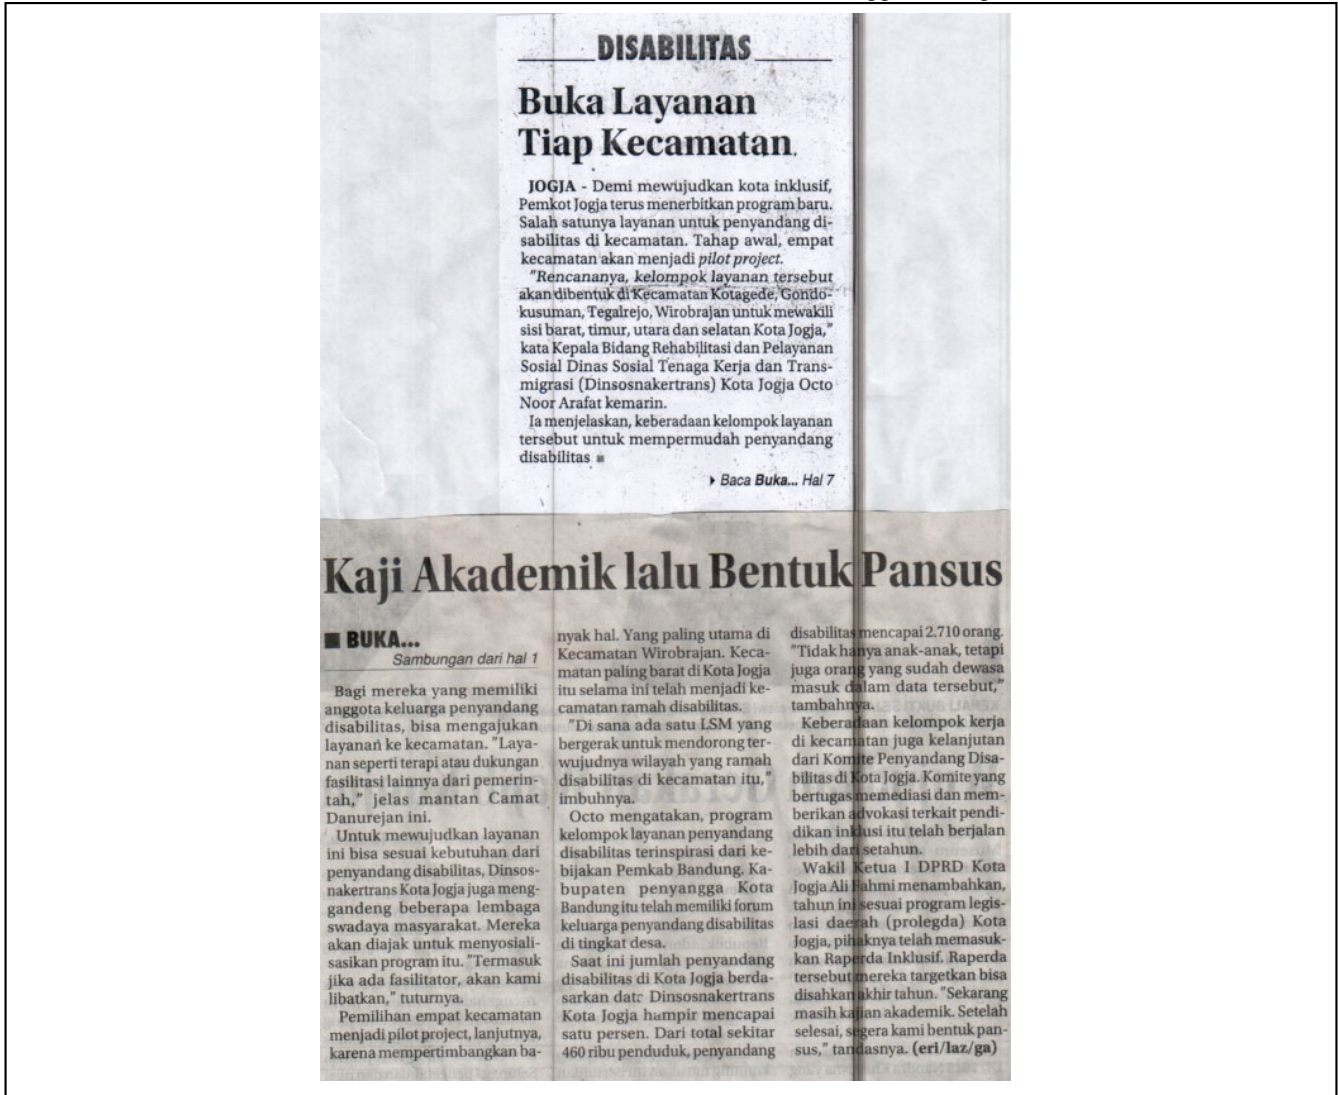 DISABILITAS
Buka Layanan
Tiap Kecamatan
JOGJA - Demi mewujudkan kota inklusif,
Pemkot Jogja terus menerbitkan program baru.
Salah satunya layanan untuk penyandang di-
sabilitas di kecamatan. Tahap awal, empat
kecamatan akan menjadi pilot project.
"Rencananya, kelompok layanan tersebut
akan dibentuk di Kecamatan Kotagede, Gondo-
kusuman, Tegalrejo, Wirobrajan untuk mewakili
sisi barat, timur, utara dan selatan Kota Jogja,"
kata Kepala Bidang Rehabilitasi dan Pelayanan
Sosial Dinas Sosial Tenaga Kerja dan Trans-
migrasi (Dinsosnakertrans) Kota Jogja Octo
Noor Arafat kemarin.
Ia menjelaskan, keberadaan kelompok layanan
tersebut untuk mempermudah penyandang
disabilitas
Baca Buka... Hal 7
Kaji Akademik lalu Bentuk Pansus
BUKA...
Sambungan dari hal 1
Bagi mereka yang memiliki
anggota keluarga penyandang
disabilitas, bisa mengajukan
layanan ke kecamatan. "Laya-
nan seperti terapi atau dukungan
fasilitasi lainnya dari pemerin-
tah," jelas mantan Camat
Danurejan ini.
Untuk mewujudkan layanan
ini bisa sesuai kebutuhan dari
penyandang disabilitas, Dinsos-
nakertrans Kota Jogja juga meng-
gandeng beberapa lembaga
swadaya masyarakat. Mereka
akan diajak untuk menyosiali-
sasikan program itu. "Termasuk
jika ada fasilitator, akan kami
libatkan," tuturnya.
Pemilihan empat kecamatan
menjadi pilot project, lanjutnya,
karena mempertimbangkan ba-
nyak hal. Yang paling utama di
Kecamatan Wirobrajan. Keca-
matan paling barat di Kota Jogja
itu selama ini telah menjadi ke-
camatan ramah disabilitas.
"Di sana ada satu LSM yang
bergerak untuk mendorong ter-
wujudnya wilayah yang ramah
disabilitas di kecamatan itu,"
imbuhnya.
Octo mengatakan, program
kelompok layanan penyandang
disabilitas terinspirasi dari ke-
bijakan Pemkab Bandung. Ka-
bupaten penyangga Kota
Bandung itu telah memiliki forum
keluarga penyandang disabilitas
di tingkat desa.
Saat ini jumlah penyandang
disabilitas di Kota Jogja berda-
sarkan data Dinsosnakertrans
Kota Jogja hampir mencapai
satu persen. Dari total sekitar
460 ribu penduduk, penyandang
disabilitas mencapai 2.710 orang.
"Tidak hanya anak-anak, tetapi
juga orang yang sudah dewasa
masuk dalam data tersebut,"
tambahnya.
Keberadaan kelompok kerja
di kecamatan juga kelanjutan
dari Komite Penyandang Disa-
bilitas di Kota Jogja. Komite yang
bertugas memediasi dan mem-
berikan advokasi terkait pendi-
dikan inklusi itu telah berjalan
lebih dari setahun.
Wakil Ketua I DPRD Kota
Jogja Ali Fahmi menambahkan,
tahun ini sesuai program legis-
lasi daerah (prolegda) Kota
Jogja, pihaknya telah memasuk-
kan Raperda Inklusif. Raperda
tersebut mereka targetkan bisa
disahkan akhir tahun. "Sekarang
masih kajian akademik. Setelah
selesai, segera kami bentuk pan-
sus," tandasnya. (eri/laz/ga)